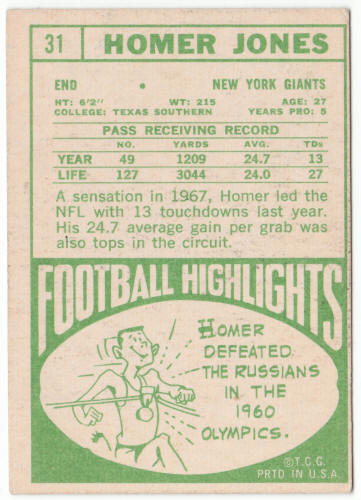 31 HOMER JONES
END • NEW YORK GIANTS
HT: 6'2" WT: 215 AGE: 27
COLLEGE: TEXAS SOUTHERN YEARS PRO: 5
PASS RECEIVING RECORD
NO. YARDS AVG. TDs
YEAR 49 1209 24.7 13
LIFE 127 3044 24.0 27
A sensation in 1967, Homer led the
NFL with 13 touchdowns last year.
His 24.7 average gain per grab was
also tops in the circuit.
FOOTBALL HIGHLIGHTS
HOMER
DEFEATED
THE RUSSIANS
IN THE
1960
OLYMPICS.
©T.C.G.
PRTD IN U.S.A.